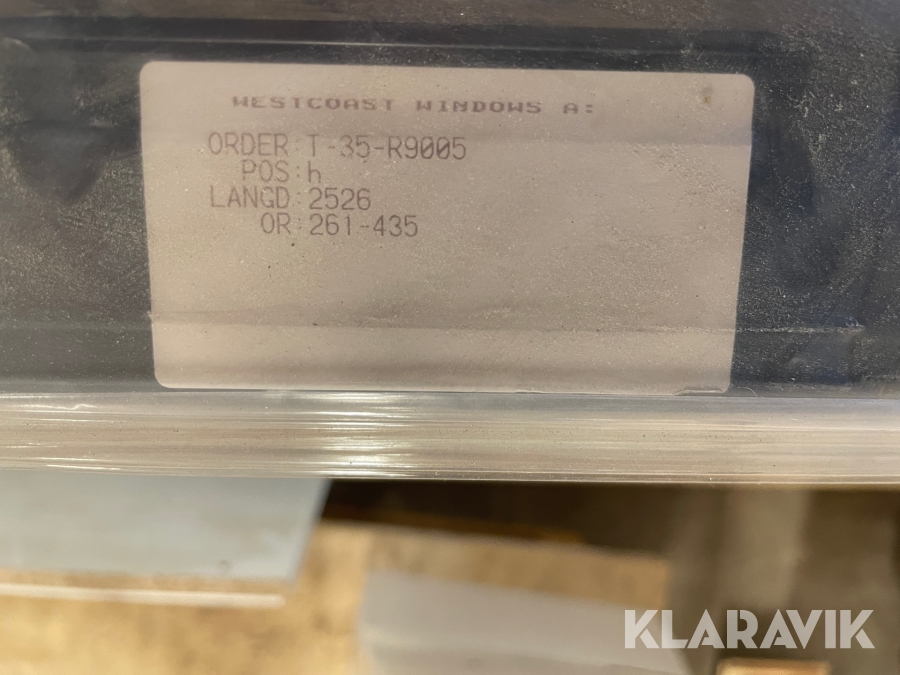 WESTCOAST WINDOWS A:
ORDER:T-35-R9005
POS:h
LANGD:2526
OR:261-435
KLARAVIK